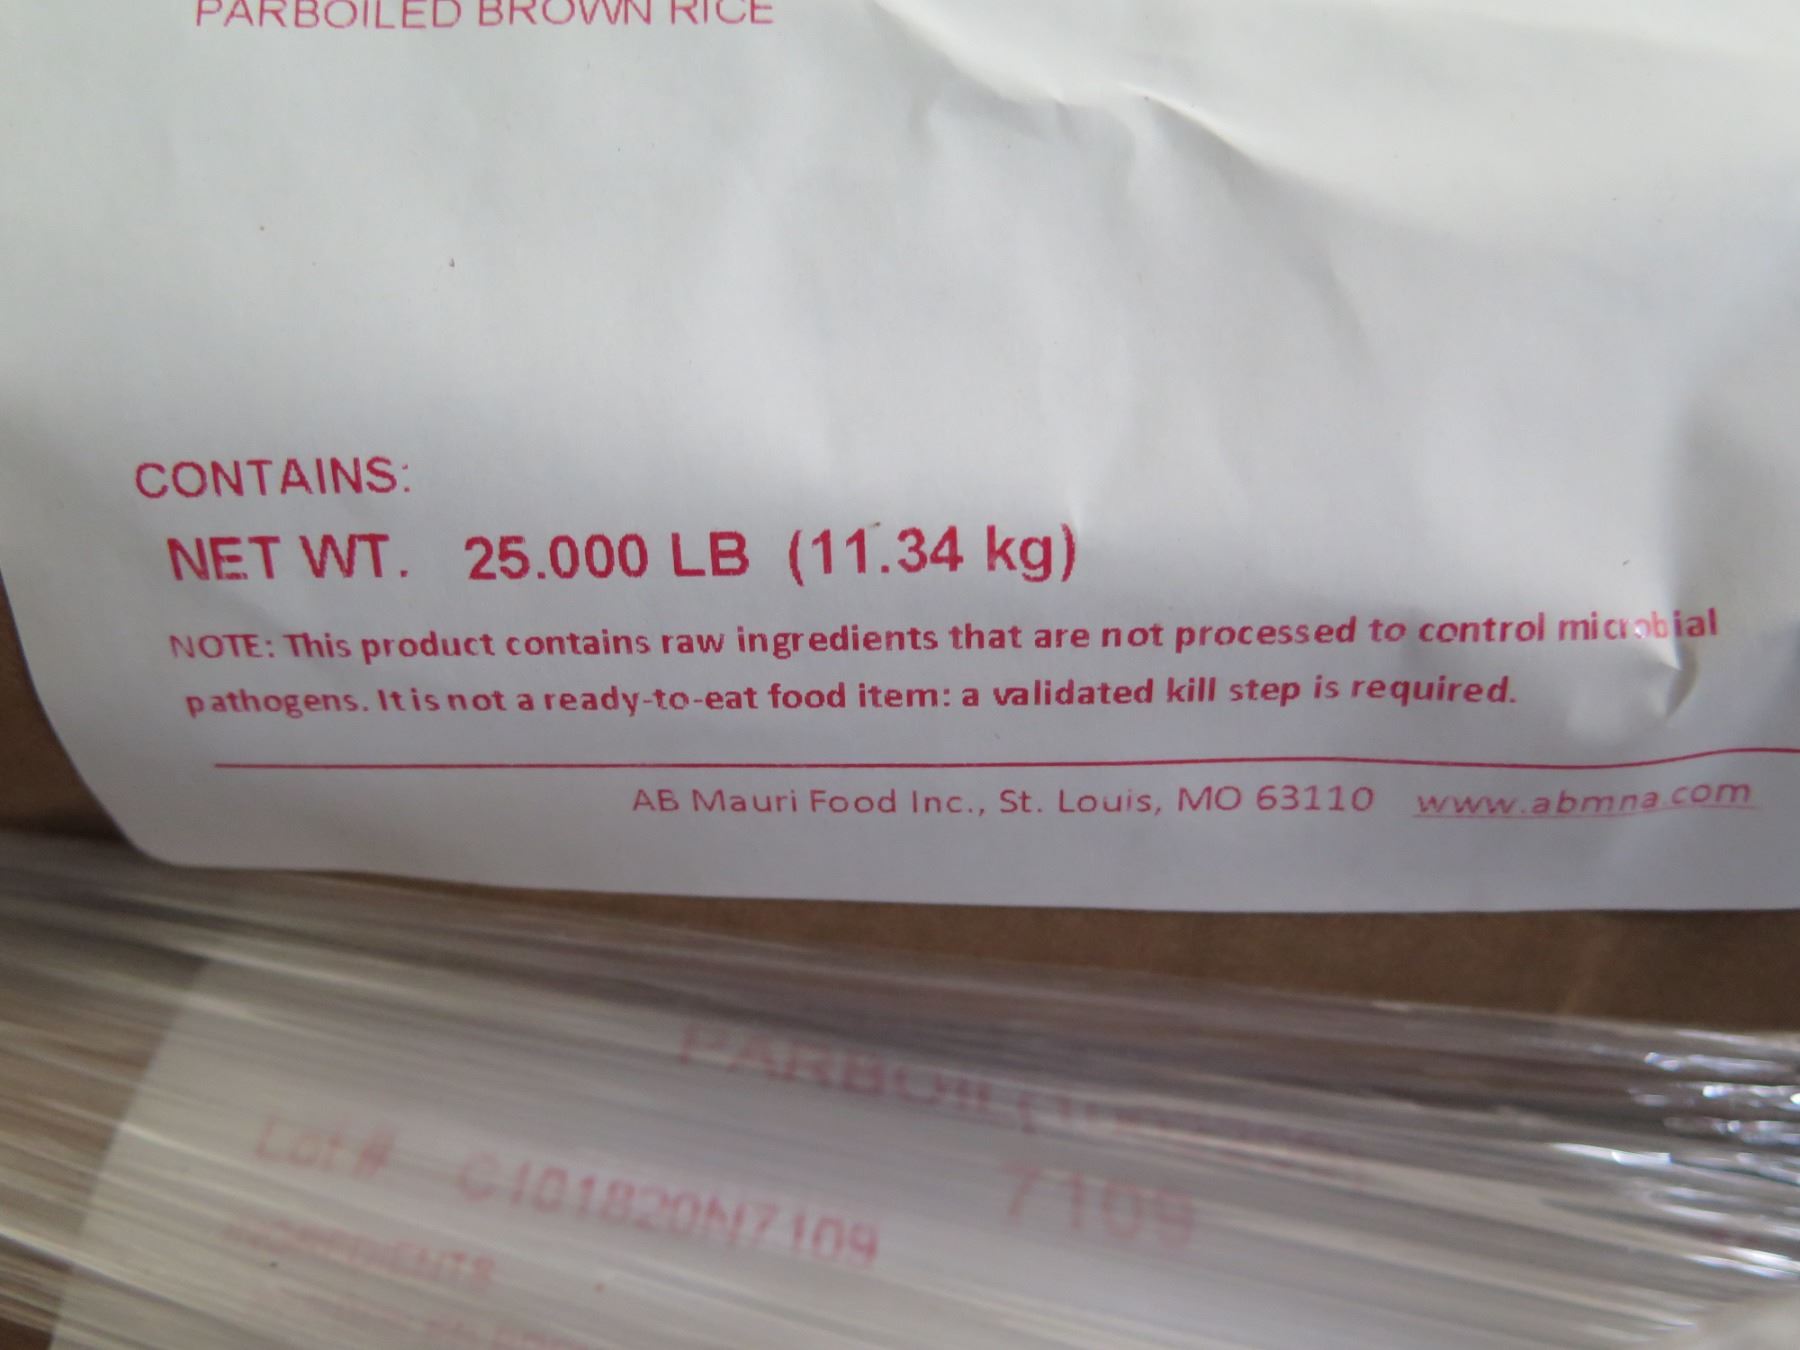 PARBOILED BROWN RICE
CONTAINS:
NET WT. 25.000 LB (11.34 kg)
NOTE: This product contains raw ingredients that are not processed to control microbial
pathogens. It is not a ready-to-eat food item: a validated kill step is required.
AB Mauri Food Inc., St. Louis, MO 63110 www.abmna.com
Lot # C101820N7109 7109
INGREDIENTS